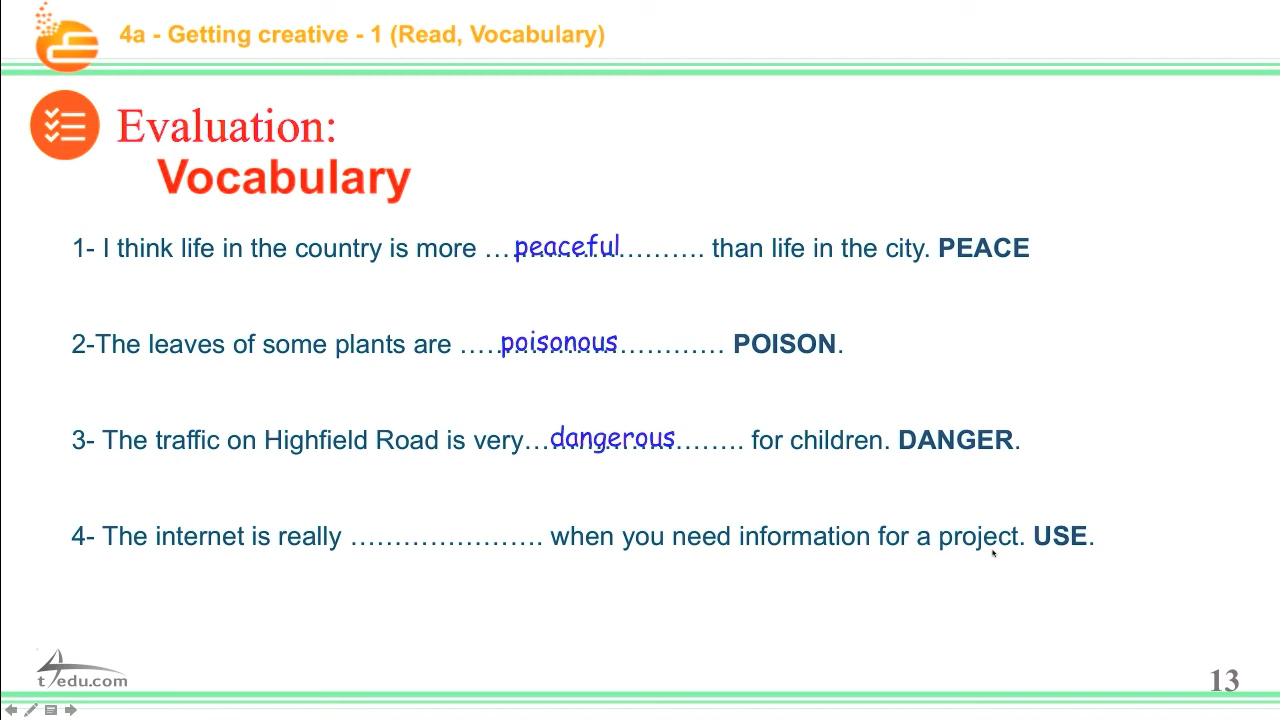 4a - Getting creative - 1 (Read, Vocabulary)
Evaluation:
Vocabulary
1- I think life in the country is more …peaceful………. than life in the city. PEACE
2-The leaves of some plants are ….poisonous………… POISON.
3- The traffic on Highfield Road is very…dangerous……. for children. DANGER.
4- The internet is really …………………. when you need information for a project. USE.
t4edu.com
13